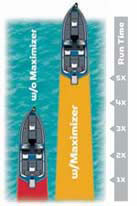 w/o Maximizer
w/Maximizer
Run Time
5X
4X
3X
2X
1X